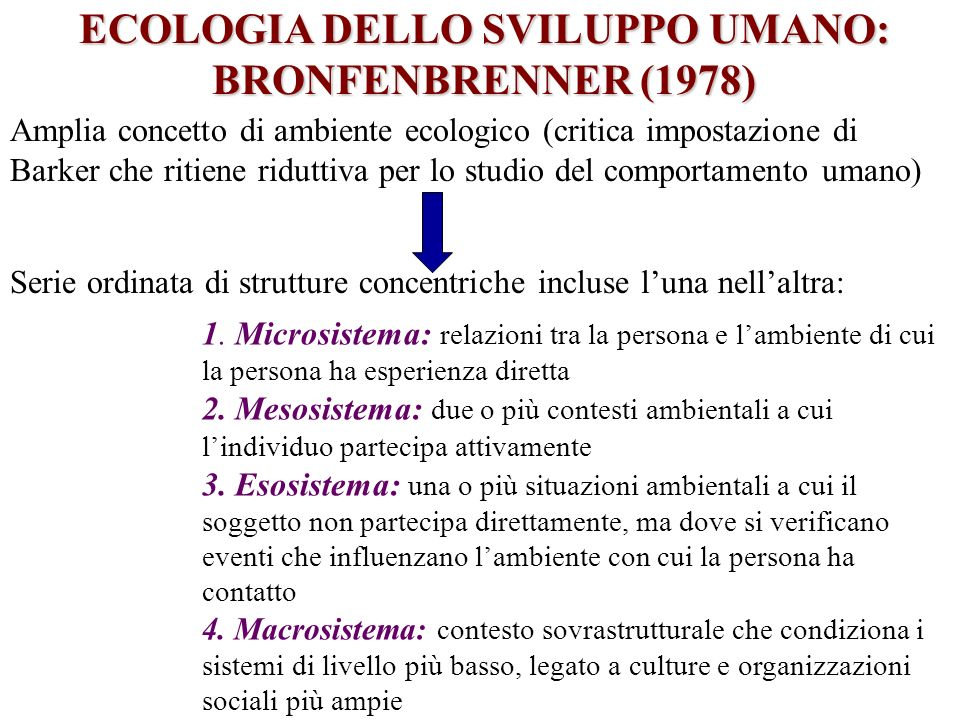 ECOLOGIA DELLO SVILUPPO UMANO:
BRONFENBRENNER (1978)
Amplia concetto di ambiente ecologico (critica impostazione di
Barker che ritiene riduttiva per lo studio del comportamento umano)
Serie ordinata di strutture concentriche incluse l’una nell’altra:
1. Microsistema: relazioni tra la persona e l’ambiente di cui
la persona ha esperienza diretta
2. Mesosistema: due o più contesti ambientali a cui
l’individuo partecipa attivamente
3. Esosistema: una o più situazioni ambientali a cui il
soggetto non partecipa direttamente, ma dove si verificano
eventi che influenzano l’ambiente con cui la persona ha
contatto
4. Macrosistema: contesto sovrastrutturale che condiziona i
sistemi di livello più basso, legato a culture e organizzazioni
sociali più ampie